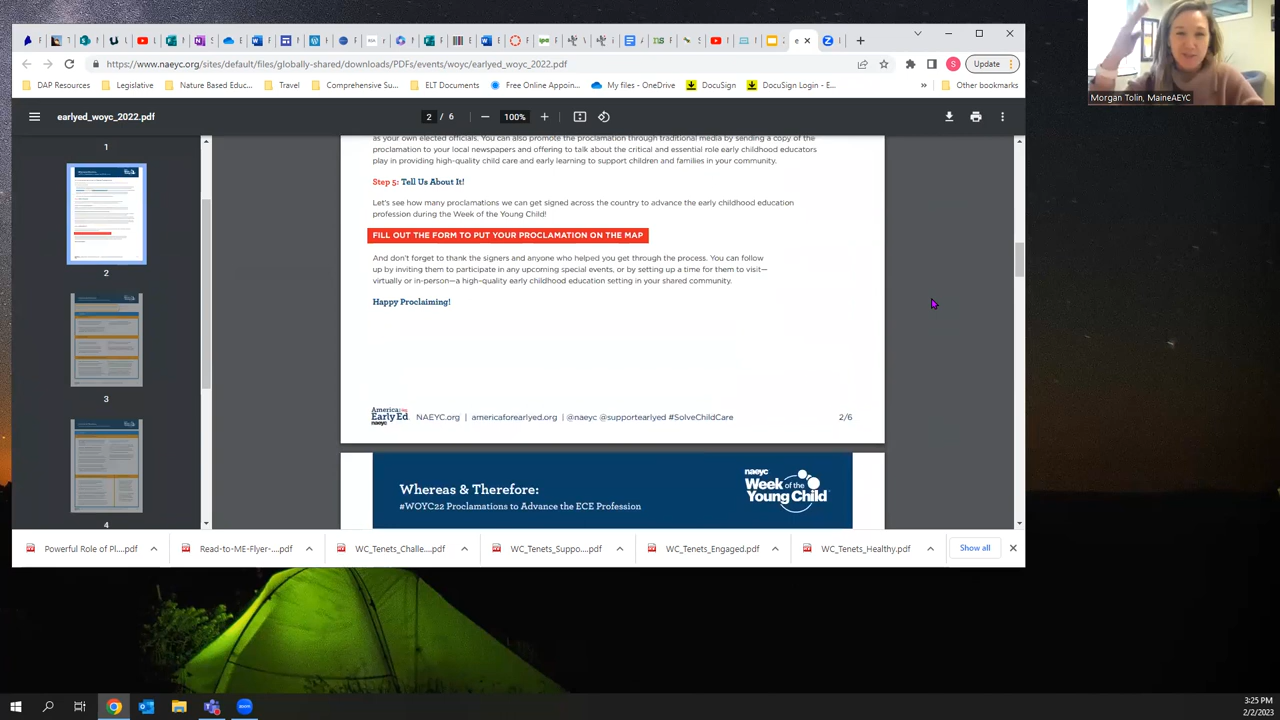 https://www.naeyc.org/sites/default/files/globally-shared/downloads/PDFs/events/woyc/earlyed_woyc_2022.pdf
Update
DAP Resources
Legislative
Nature Based Educ...
Travel
Comprehensive Su...
ELT Documents
Free Online Appoin...
My files - OneDrive
DocuSign
DocuSign Login - E...
»
Other bookmarks
Morgan Tolin, MaineAEYC
earlyed_woyc_2022.pdf
2 / 6
100%
1
2
3
4
as your own elected officials. You can also promote the proclamation through traditional media by sending a copy of the
proclamation to your local newspapers and offering to talk about the critical and essential role early childhood educators
play in providing high-quality child care and early learning to support children and families in your community.
Step 5: Tell Us About It!
Let's see how many proclamations we can get signed across the country to advance the early childhood education
profession during the Week of the Young Child!
FILL OUT THE FORM TO PUT YOUR PROCLAMATION ON THE MAP
And don't forget to thank the signers and anyone who helped you get through the process. You can follow
up by inviting them to participate in any upcoming special events, or by setting up a time for them to visit—
virtually or in-person—a high-quality early childhood education setting in your shared community.
Happy Proclaiming!
America for
Early Ed
naeyc
NAEYC.org | americaforearlyed.org | @naeyc @supportearlyed #SolveChildCare
2/6
Whereas & Therefore:
#WOYC22 Proclamations to Advance the ECE Profession
naeyc
Week of the
Young Child
Powerful Role of Pl....pdf
Read-to-ME-Flyer-....pdf
WC_Tenets_Challe....pdf
WC_Tenets_Suppo....pdf
WC_Tenets_Engaged.pdf
WC_Tenets_Healthy.pdf
Show all
3:25 PM
2/2/2023